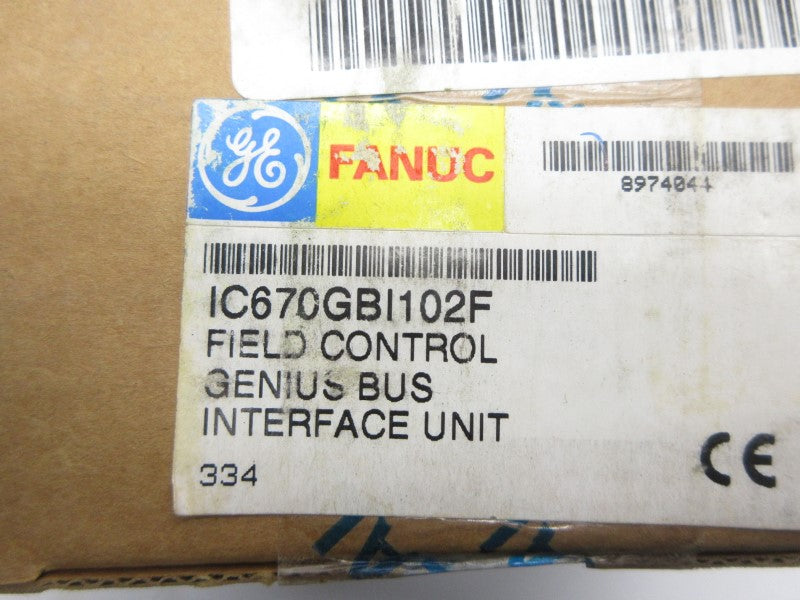 GE FANUC
8974044
IC670GBI102F
FIELD CONTROL
GENIUS BUS
INTERFACE UNIT
334
CE